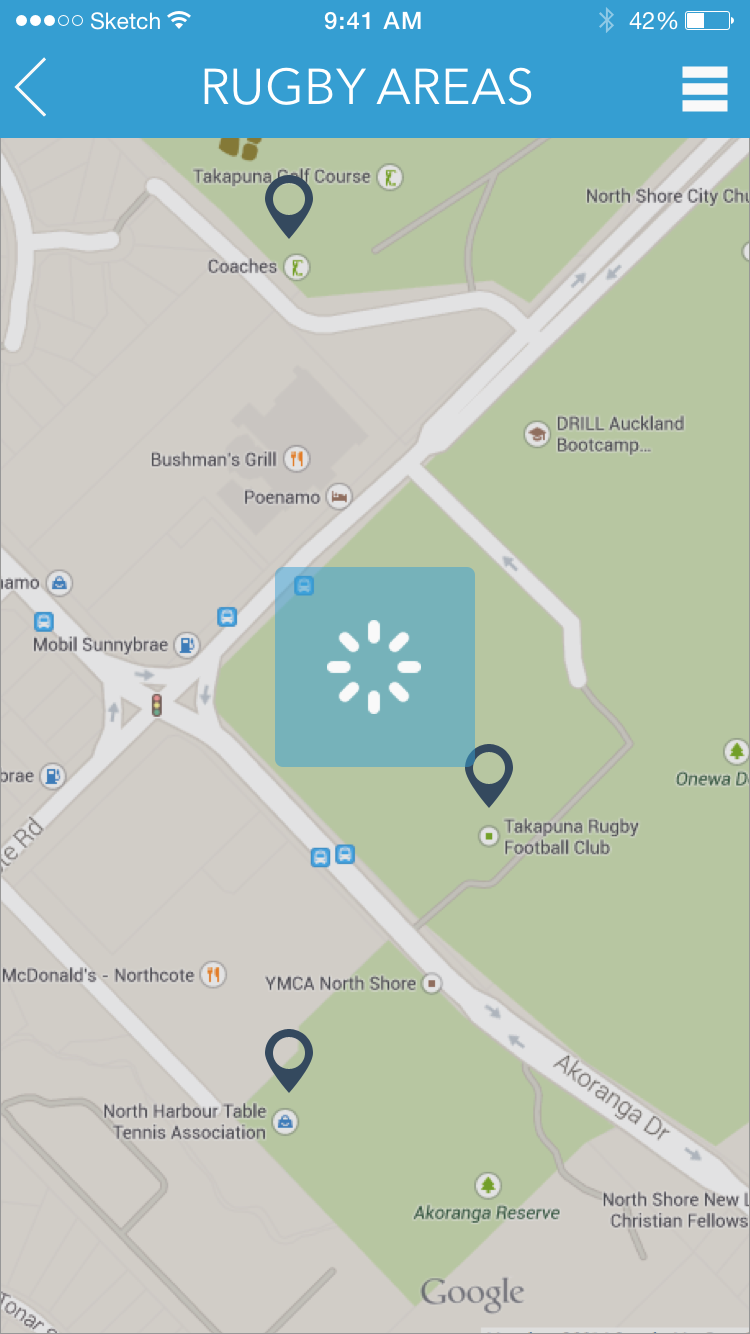 Sketch 9:41 AM 42%
RUGBY AREAS
Takapuna Golf Course
North Shore City Chu
Coaches
DRILL Auckland
Bootcamp...
Bushman's Grill
Poenamo
namo
Mobil Sunnybrae
brae
Onewa D
te Rd
Takapuna Rugby
Football Club
McDonald's - Northcote
YMCA North Shore
Akoranga Dr
North Harbour Table
Tennis Association
Akoranga Reserve
North Shore New L
Christian Fellows
Google
Tonar